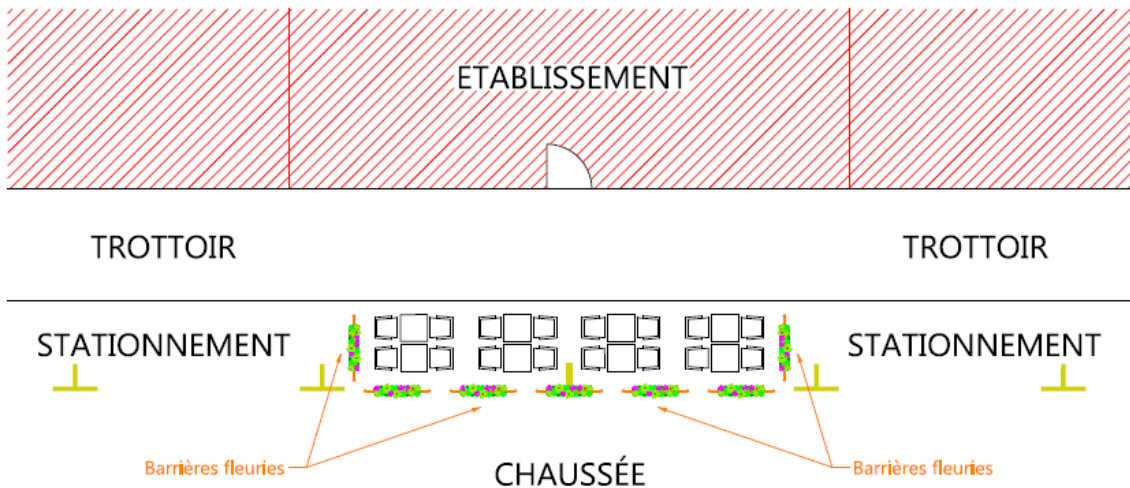 ETABLISSEMENT
TROTTOIR
TROTTOIR
STATIONNEMENT
STATIONNEMENT
Barrières fleuries
Barrières fleuries
CHAUSSÉE